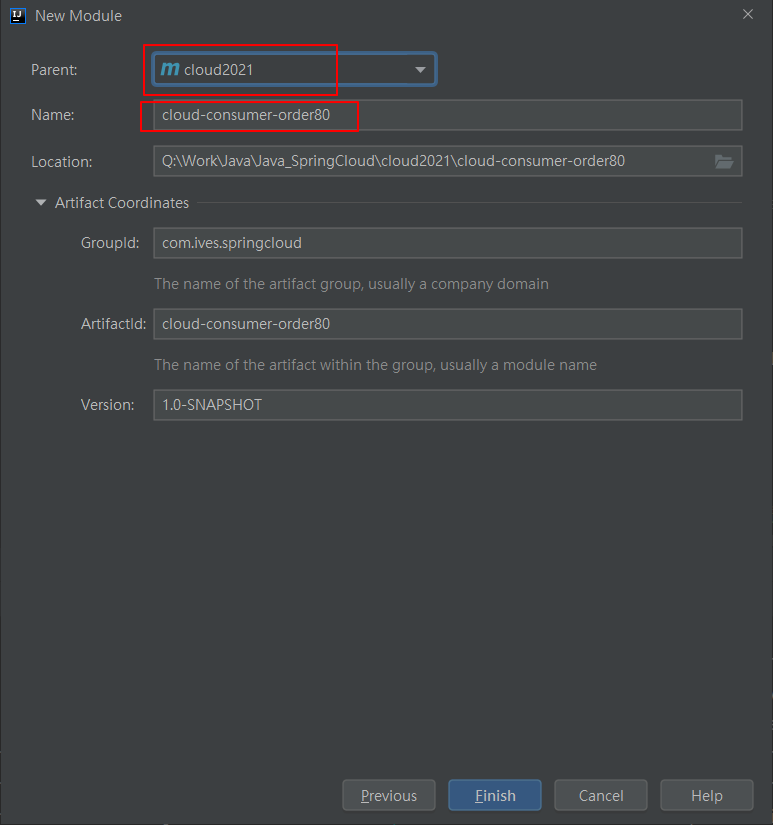 New Module
Parent: cloud2021
Name: cloud-consumer-order80
Location: Q:\Work\Java\Java_SpringCloud\cloud2021\cloud-consumer-order80
Artifact Coordinates
GroupId: com.ives.springcloud
The name of the artifact group, usually a company domain
ArtifactId: cloud-consumer-order80
The name of the artifact within the group, usually a module name
Version: 1.0-SNAPSHOT
Previous Finish Cancel Help